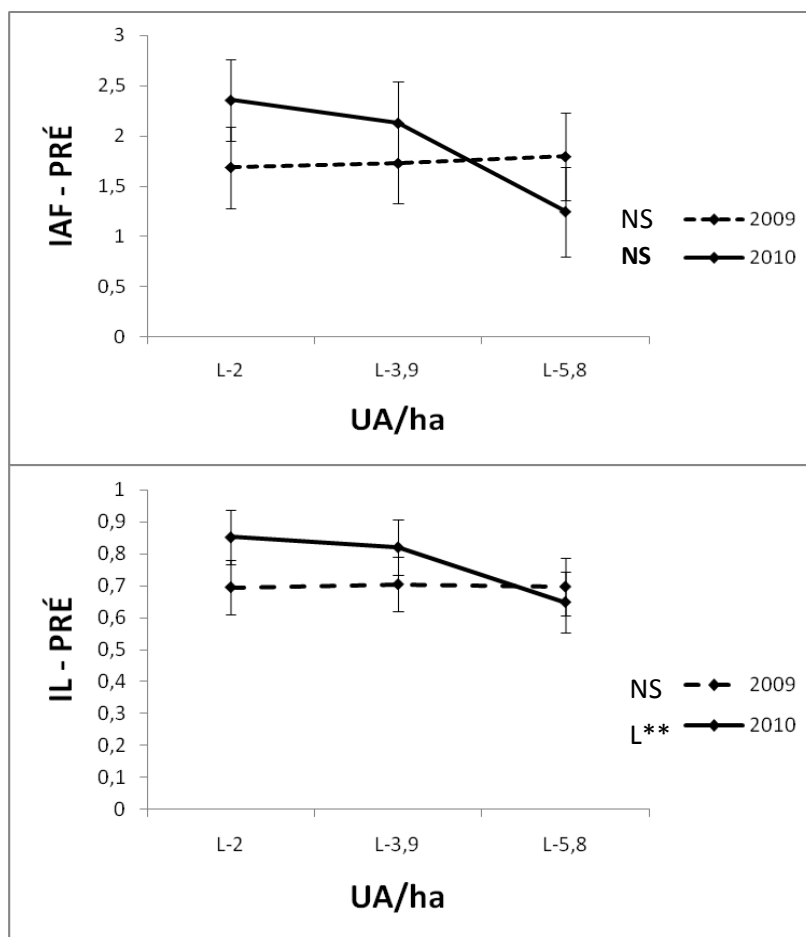 IAF - PRÉ
3
2,5
2
1,5
1
0,5
0
L-2 L-3,9 L-5,8
UA/ha
NS 2009
NS 2010
IL - PRÉ
1
0,9
0,8
0,7
0,6
0,5
0,4
0,3
0,2
0,1
0
L-2 L-3,9 L-5,8
UA/ha
NS 2009
L** 2010